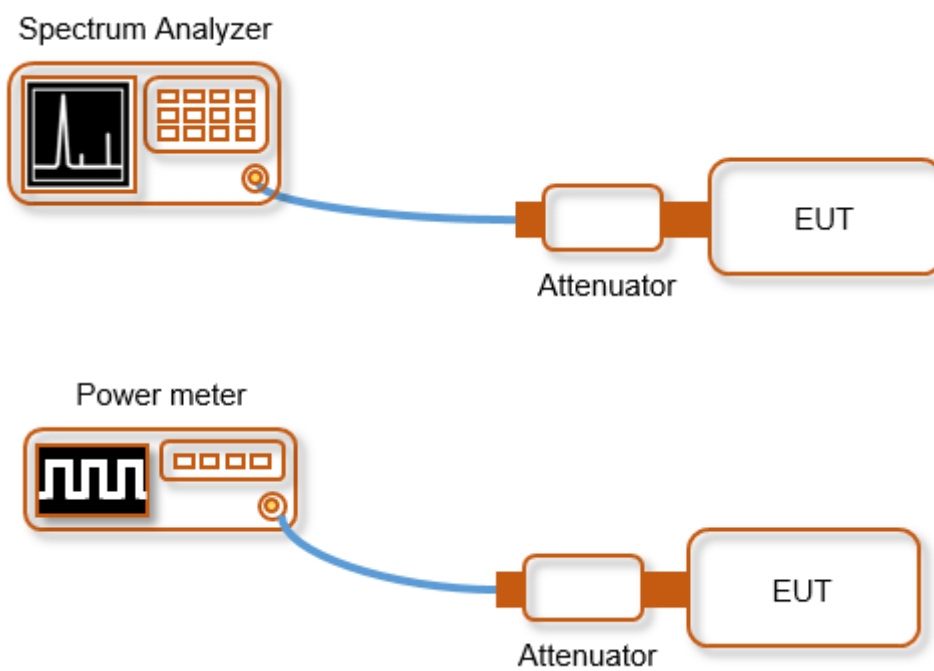 Spectrum Analyzer
EUT
Attenuator
Power meter
EUT
Attenuator